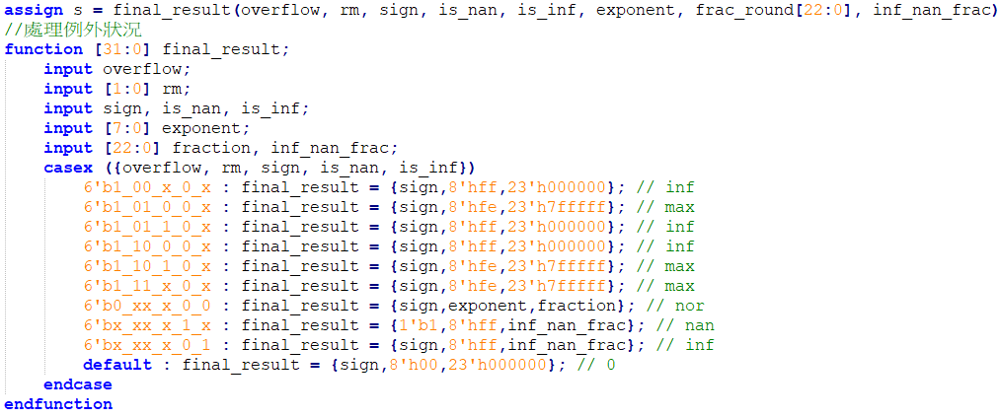 assign s = final_result(overflow, rm, sign, is_nan, is_inf, exponent, frac_round[22:0], inf_nan_frac)
//處理例外狀況
function [31:0] final_result;
    input overflow;
    input [1:0] rm;
    input sign, is_nan, is_inf;
    input [7:0] exponent;
    input [22:0] fraction, inf_nan_frac;
    casex ({overflow, rm, sign, is_nan, is_inf})
        6'b1_00_x_0_x : final_result = {sign,8'hff,23'h000000}; // inf
        6'b1_01_0_0_x : final_result = {sign,8'hfe,23'h7fffff}; // max
        6'b1_01_1_0_x : final_result = {sign,8'hff,23'h000000}; // inf
        6'b1_10_0_0_x : final_result = {sign,8'hff,23'h000000}; // inf
        6'b1_10_1_0_x : final_result = {sign,8'hfe,23'h7fffff}; // max
        6'b1_11_x_0_x : final_result = {sign,8'hfe,23'h7fffff}; // max
        6'b0_xx_x_0_0 : final_result = {sign,exponent,fraction}; // nor
        6'bx_xx_x_1_x : final_result = {1'b1,8'hff,inf_nan_frac}; // nan
        6'bx_xx_x_0_1 : final_result = {sign,8'hff,inf_nan_frac}; // inf
        default : final_result = {sign,8'h00,23'h000000}; // 0
    endcase
endfunction